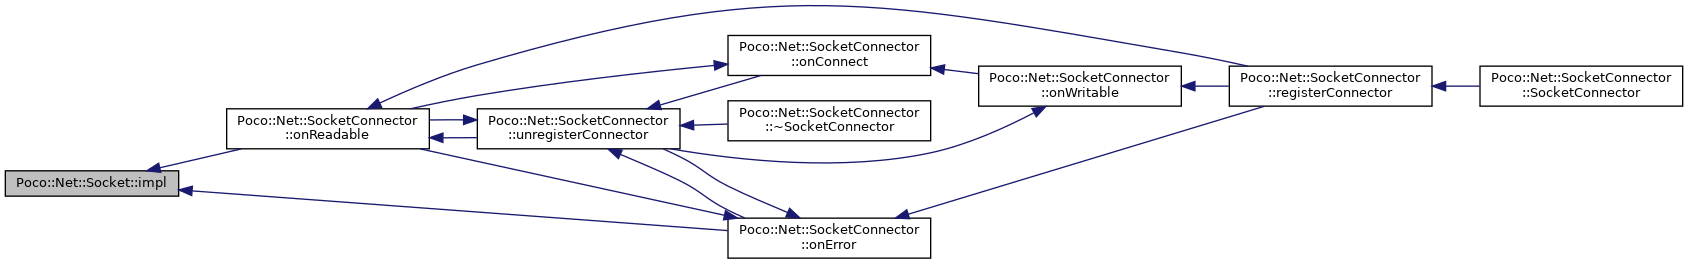 Poco::Net::Socket::impl
Poco::Net::SocketConnector
::onReadable
Poco::Net::SocketConnector
::unregisterConnector
Poco::Net::SocketConnector
::onConnect
Poco::Net::SocketConnector
::~SocketConnector
Poco::Net::SocketConnector
::onError
Poco::Net::SocketConnector
::onWritable
Poco::Net::SocketConnector
::registerConnector
Poco::Net::SocketConnector
::SocketConnector